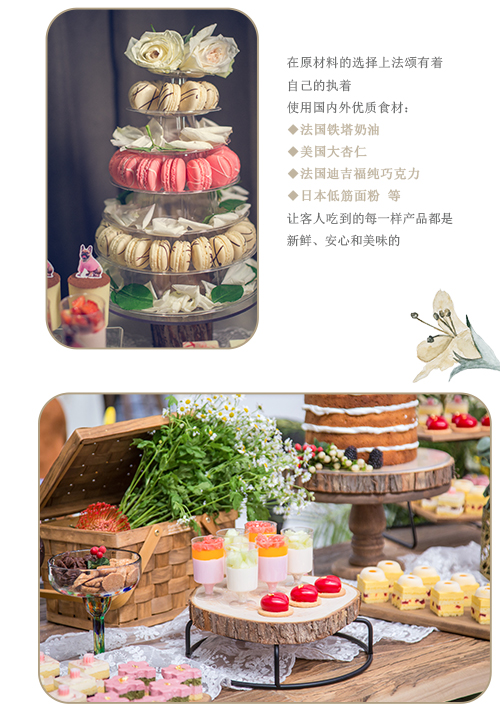 在原材料的选择上法颂有着
自己的执着
使用国内外优质食材：
◆法国铁塔奶油
◆美国大杏仁
◆法国迪吉福纯巧克力
◆日本低筋面粉 等
让客人吃到的每一样产品都是
新鲜、安心和美味的